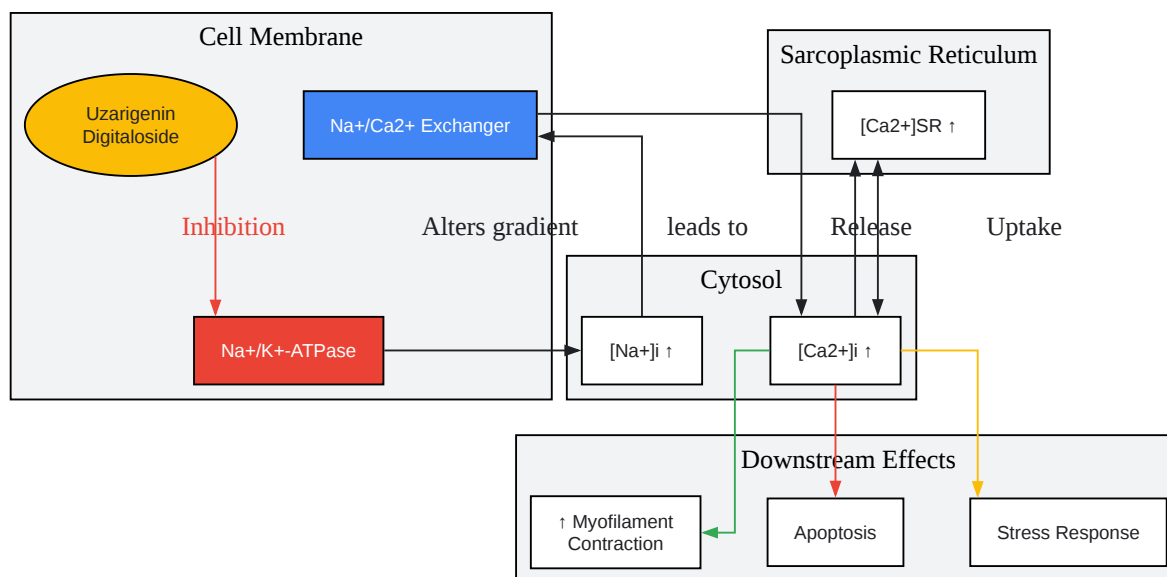 Cell Membrane
Sarcoplasmic Reticulum
Uzarigenin
Digitaloside
Na+/Ca2+ Exchanger
[Ca2+]SR ↑
Inhibition
Alters gradient
leads to
Release
Uptake
Cytosol
Na+/K+-ATPase
[Na+]i ↑
[Ca2+]i ↑
Downstream Effects
↑ Myofilament
Contraction
Apoptosis
Stress Response